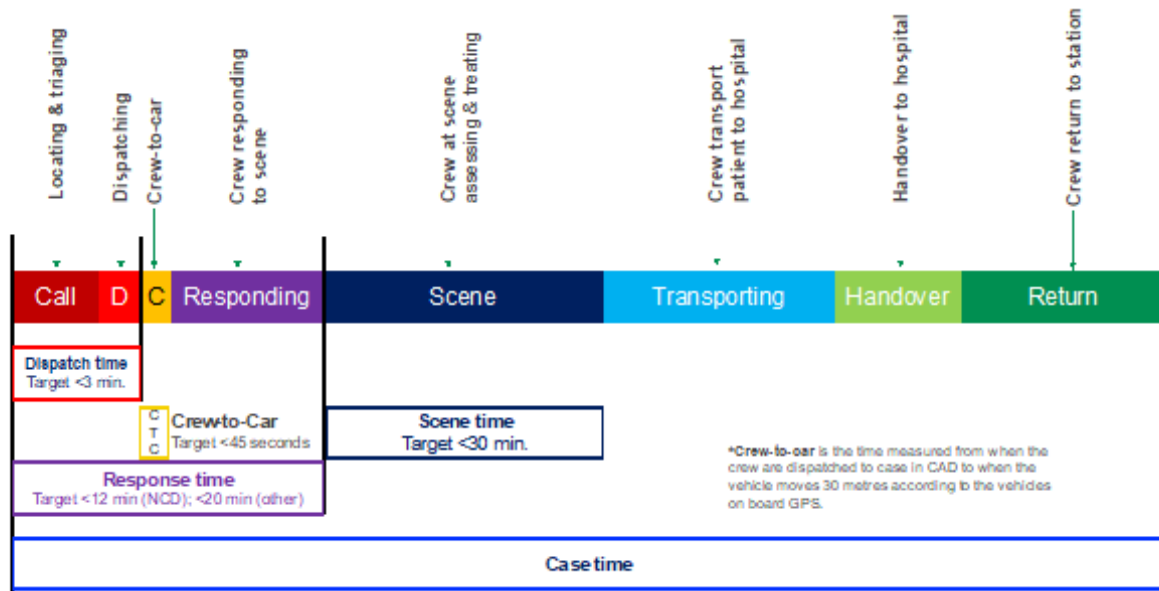 Locating & triaging
Dispatching
Crew-to-car
Crew responding
to scene
Crew at scene
assessing & treating
Crew transport
patient to hospital
Handover to hospital
Crew return to station
Call
D
C
Responding
Scene
Transporting
Handover
Return
Dispatch time
Target <3 min.
C
T
C
Crew-to-Car
Target <45 seconds
Scene time
Target <30 min.
Response time
Target <12 min (NCD); <20 min (other)
*Crew-to-car is the time measured from when the
crew are dispatched to case in CAD to when the
vehicle moves 30 metres according to the vehicles
on board GPS.
Case time